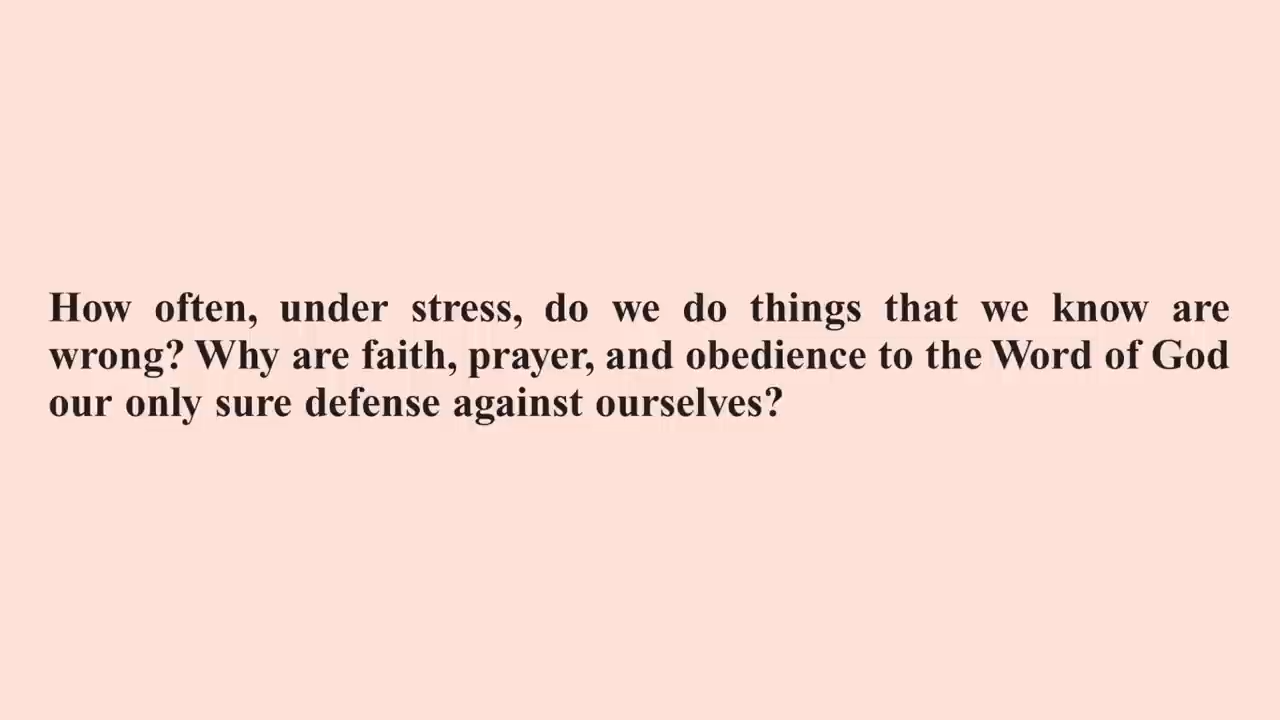 How often, under stress, do we do things that we know are
wrong? Why are faith, prayer, and obedience to the Word of God
our only sure defense against ourselves?